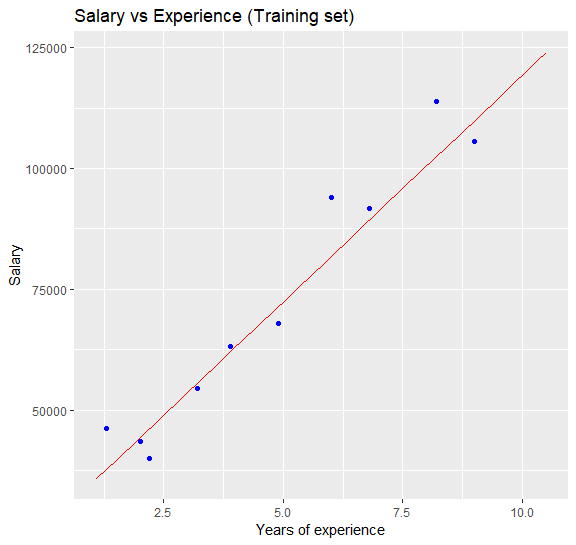 Salary vs Experience (Training set)
125000
100000
75000
50000
Salary
2.5
5.0
7.5
10.0
Years of experience